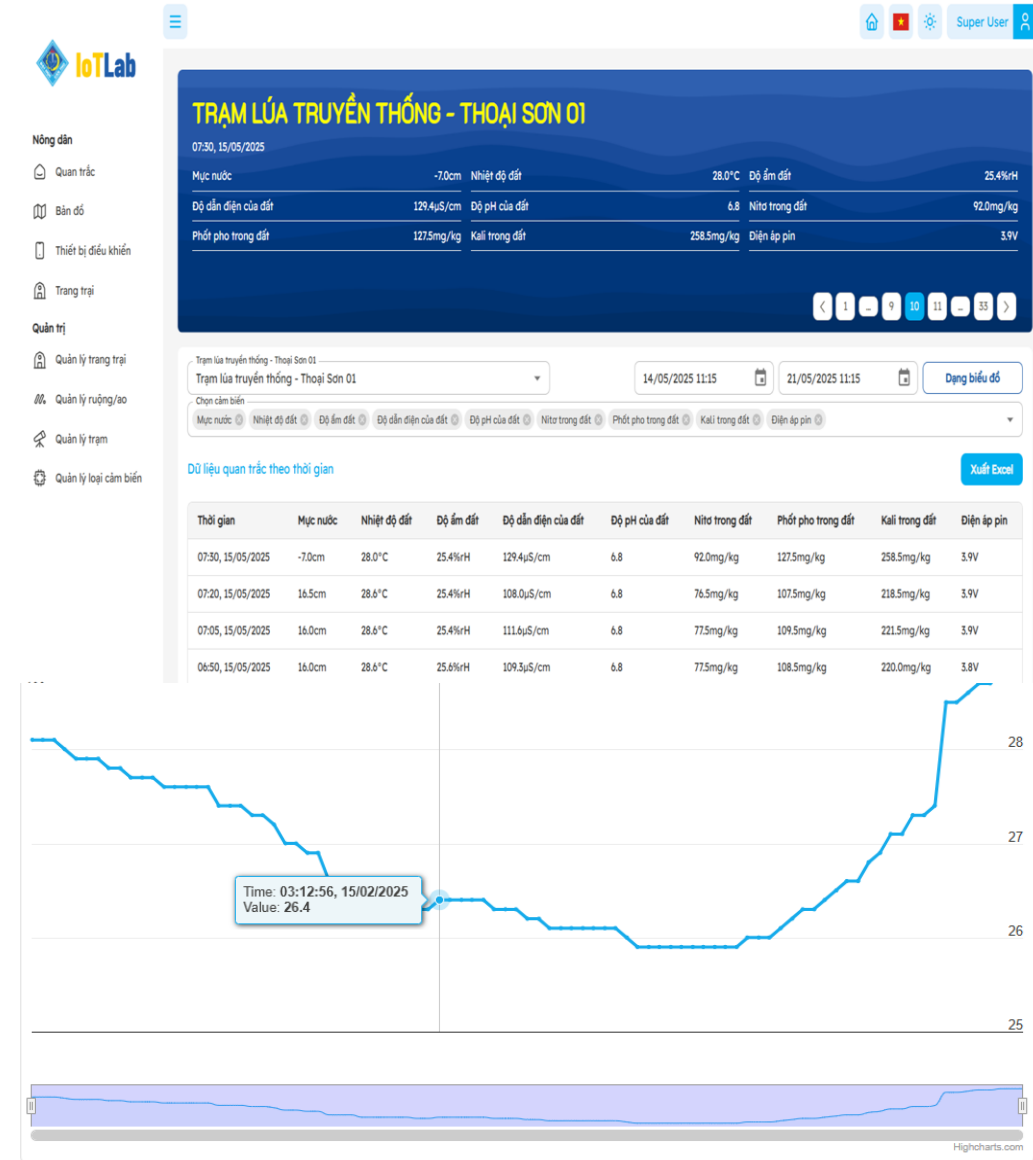 Super User
IoTLab
Nông dân
Quan trắc
Bản đồ
Thiết bị điều khiển
Trang trại
Quản trị
Quản lý trang trại
Quản lý ruộng/ao
Quản lý trạm
Quản lý loại cảm biến
TRẠM LÚA TRUYỀN THỐNG - THOẠI SƠN 01
07:30, 15/05/2025
Mực nước -7.0cm Nhiệt độ đất 28.0°C Độ ẩm đất 25.4%rH
Độ dẫn điện của đất 129.4µS/cm Độ pH của đất 6.8 Nitơ trong đất 92.0mg/kg
Phốt pho trong đất 127.5mg/kg Kali trong đất 258.5mg/kg Điện áp pin 3.9V
< 1 ... 9 10 11 ... 33 >
Trạm lúa truyền thống - Thoại Sơn 01
Trạm lúa truyền thống - Thoại Sơn 01 14/05/2025 11:15 21/05/2025 11:15 Dạng biểu đồ
Chọn cảm biến
Mực nước Nhiệt độ đất Độ ẩm đất Độ dẫn điện của đất Độ pH của đất Nitơ trong đất Phốt pho trong đất Kali trong đất Điện áp pin
Dữ liệu quan trắc theo thời gian Xuất Excel
Thời gian Mực nước Nhiệt độ đất Độ ẩm đất Độ dẫn điện của đất Độ pH của đất Nitơ trong đất Phốt pho trong đất Kali trong đất Điện áp pin
07:30, 15/05/2025 -7.0cm 28.0°C 25.4%rH 129.4µS/cm 6.8 92.0mg/kg 127.5mg/kg 258.5mg/kg 3.9V
07:20, 15/05/2025 16.5cm 28.6°C 25.4%rH 108.0µS/cm 6.8 76.5mg/kg 107.5mg/kg 218.5mg/kg 3.9V
07:05, 15/05/2025 16.0cm 28.6°C 25.4%rH 111.6µS/cm 6.8 77.5mg/kg 109.5mg/kg 221.5mg/kg 3.9V
06:50, 15/05/2025 16.0cm 28.6°C 25.6%rH 109.3µS/cm 6.8 77.5mg/kg 108.5mg/kg 220.0mg/kg 3.8V
28
27
Time: 03:12:56, 15/02/2025
Value: 26.4
26
25
Highcharts.com